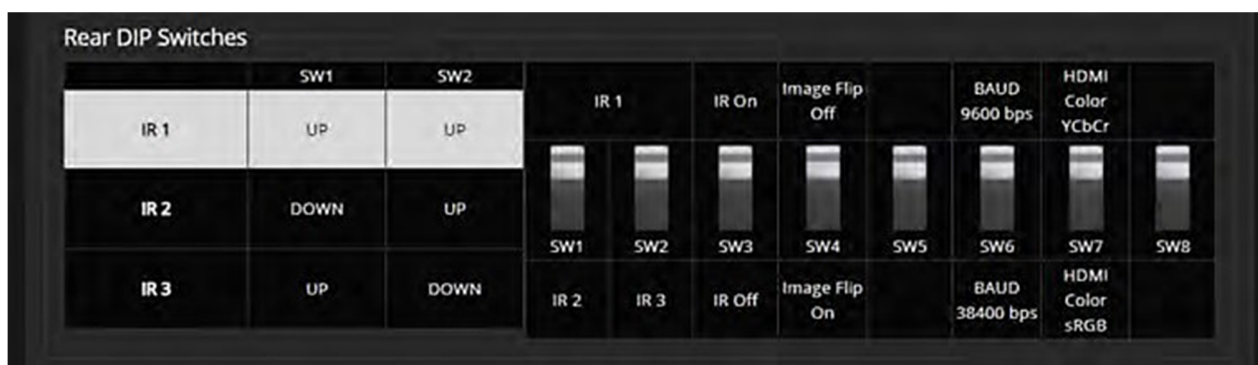 Rear DIP Switches
SW1 SW2
IR 1 UP UP
IR 2 DOWN UP
IR 3 UP DOWN
IR 1 IR On Image Flip Off BAUD 9600 bps HDMI Color YCbCr
SW1 SW2 SW3 SW4 SW5 SW6 SW7 SW8
IR 2 IR 3 IR Off Image Flip On BAUD 38400 bps HDMI Color sRGB